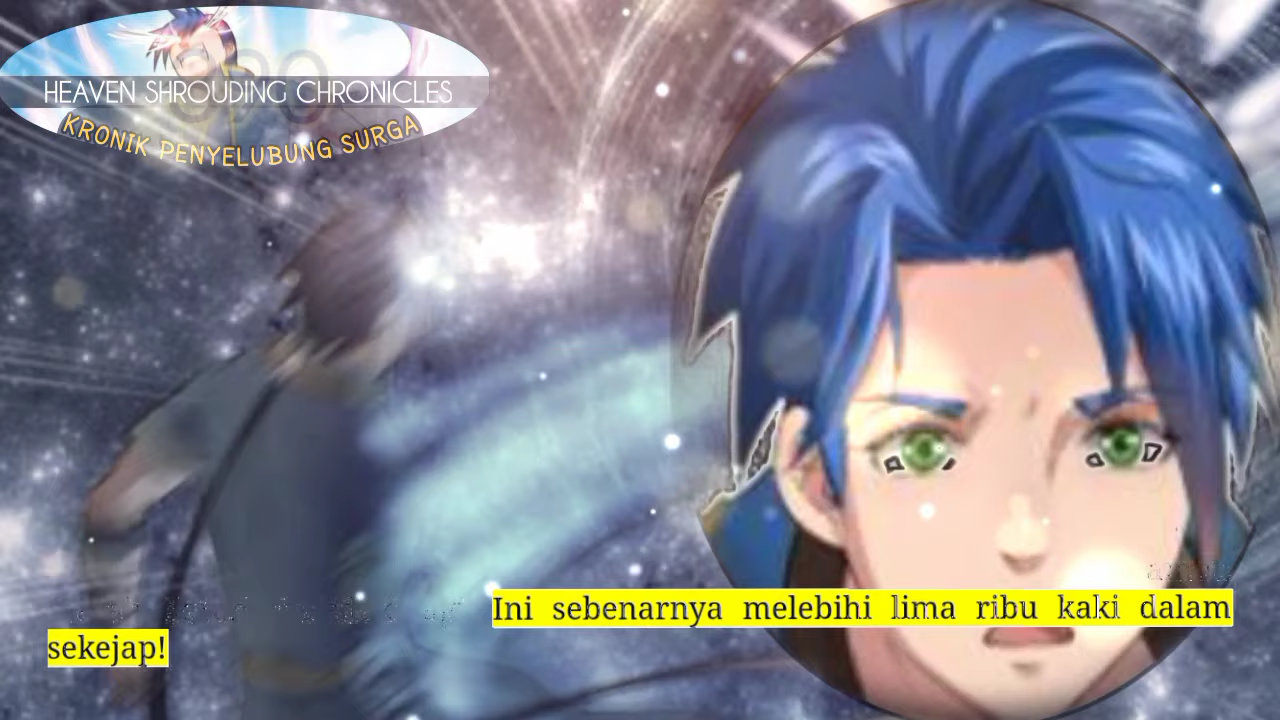 HEAVEN SHROUDING CHRONICLES
KRONIK PENYELUBUNG SURGA
Ini sebenarnya melebihi lima ribu kaki dalam
sekejap!